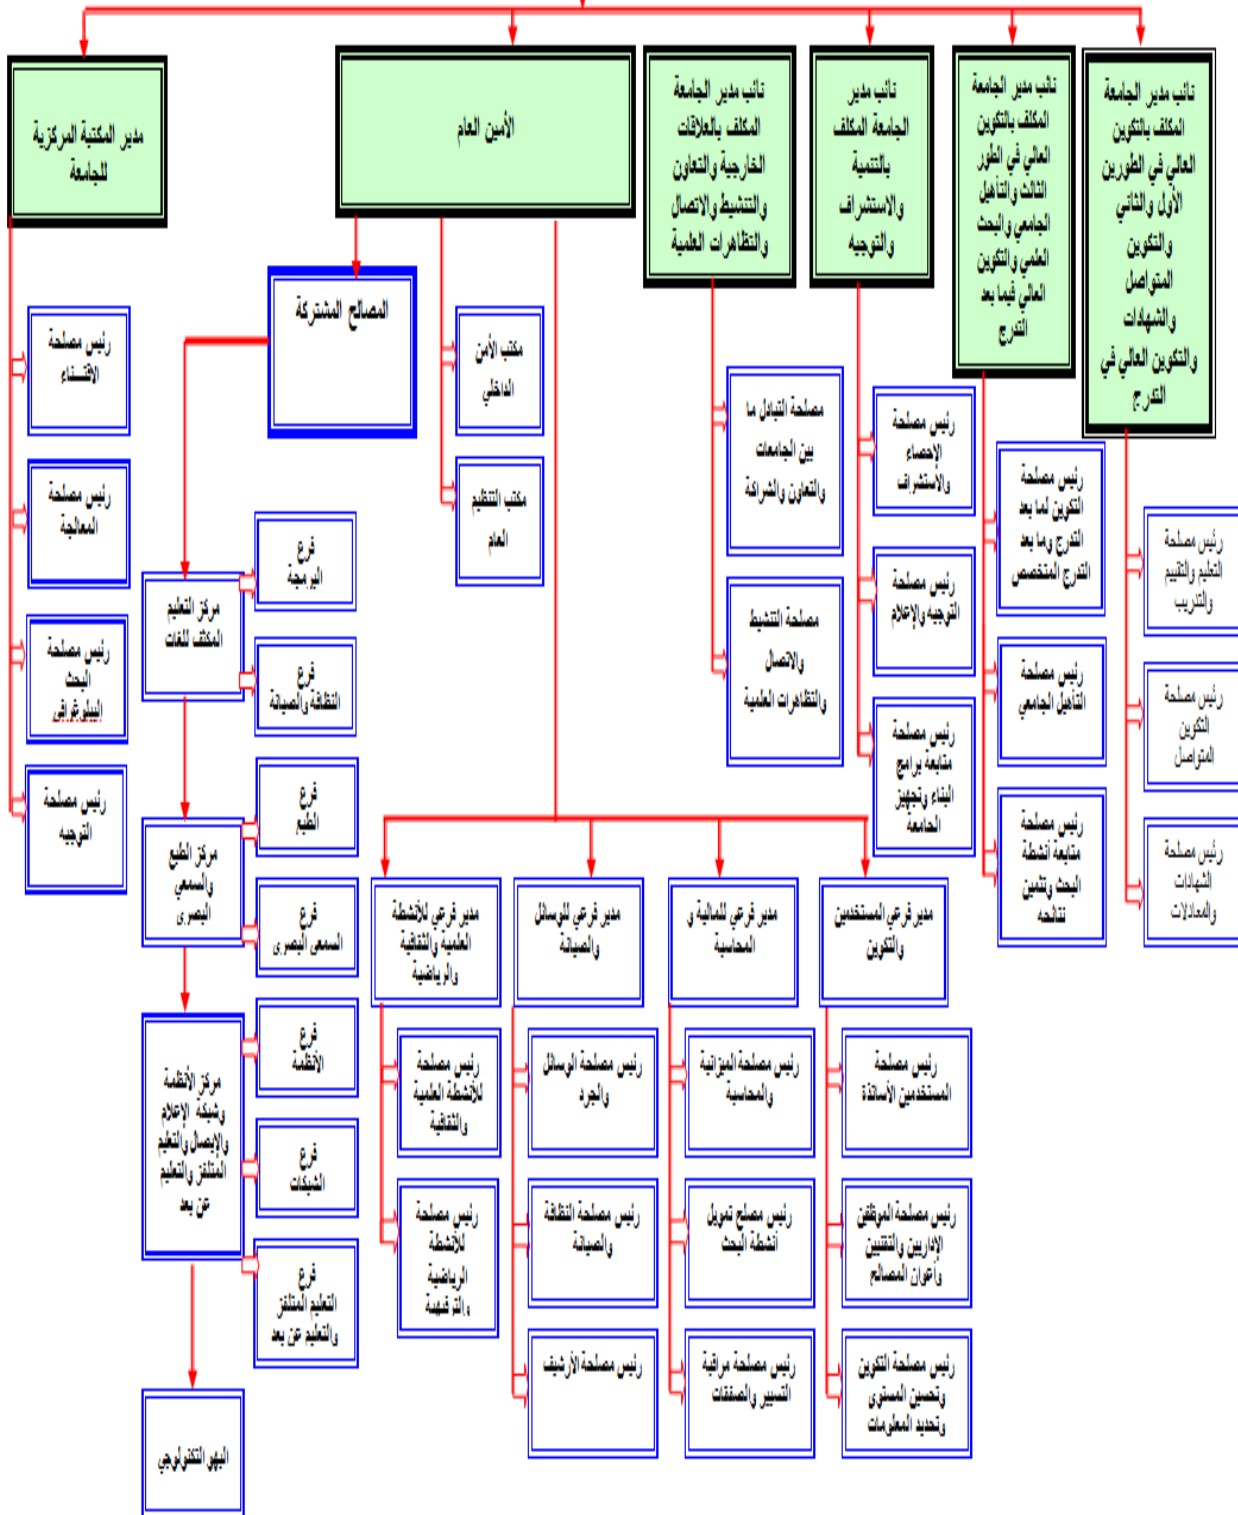 نائب مدير الجامعة
المكلف بالتكوين
العالي في الطورين
الأول والثاني
والتكوين
المتواصل
والشهادات
والتكوين العالي في
التدرج
نائب مدير الجامعة
المكلف بالتكوين
العالي في الطور
الثالث والتأهيل
الجامعي والبحث
العلمي والتكوين
العالي فيما بعد
التدرج
نائب مدير
الجامعة المكلف
بالتنمية
والاستشراف
والتوجيه
نائب مدير الجامعة
المكلف بالعلاقات
الخارجية والتعاون
والتنشيط والاتصال
والتظاهرات العلمية
الأمين العام
مدير المكتبة المركزية
للجامعة
رئيس مصلحة
التعليم والتقييم
والتدريب
رئيس مصلحة
التكوين
المتواصل
رئيس مصلحة
الشهادات
والمعادلات
رئيس مصلحة
التكوين لما بعد
التدرج وما بعد
التدرج المتخصص
رئيس مصلحة
التأهيل الجامعي
رئيس مصلحة
متابعة أنشطة
البحث وتثمين
نتائجه
رئيس مصلحة
الإحصاء
والأستشراف
رئيس مصلحة
التوجيه والإعلام
رئيس مصلحة
متابعة برامج
البناء وتجهيز
الجامعة
مصلحة التبادل ما
بين الجامعات
والتعاون والشراكة
مصلحة التنشيط
والاتصال
والتظاهرات العلمية
مكتب الأمن
الداخلي
مكتب التنظيم
العام
المصالح المشتركة
مركز التعليم
المكثف للغات
فرع
البرمجة
فرع
النظافة والصيانة
مركز الطبع
والسمعي
البصري
فرع
الطبع
فرع
السمعي البصري
مركز الأنظمة
وشبكة الإعلام
والإيصال والتعليم
المتلفز والتعليم
عن بعد
فرع
الأنظمة
فرع
الشبكات
فرع
التعليم المتلفز
والتعليم عن بعد
البهو التكنولوجي
رئيس مصلحة
الاقتـــناء
رئيس مصلحة
المعالجة
رئيس مصلحة
البحث
البيلوغرافي
رئيس مصلحة
التوجيه
مدير فرعي المستخدمين
والتكوين
رئيس مصلحة
المستخدمين الأساتذة
رئيس مصلحة الموظفين
الإداريين والتقنيين
وأعوان المصالح
رئيس مصلحة التكوين
وتحسين المستوى
وتحديد المعلومات
مدير فرعي للمالية و
المحاسبة
رئيس مصلحة الميزانية
والمحاسبة
رئيس مصلح تمويل
أنشطة البحث
رئيس مصلحة مراقبة
التسيير والصفقات
مدير فرعي للوسائل
والصيانة
رئيس مصلحة الوسائل
والجرد
رئيس مصلحة النظافة
والصيانة
رئيس مصلحة الأرشيف
مدير فرعي للأنشطة
العلمية والثقافية
والرياضية
رئيس مصلحة
للأنشطة العلمية
والثقافية
رئيس مصلحة
للأنشطة
الرياضية
والترفيهية